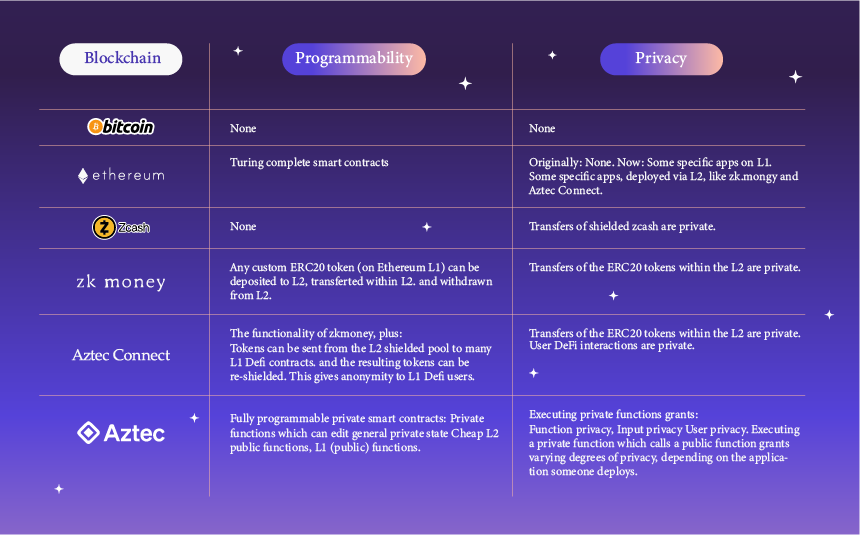 Blockchain
Programmability
Privacy
bitcoin
None
None
ethereum
Turing complete smart contracts
Originally: None. Now: Some specific apps on L1.
Some specific apps, deployed via L2, like zk.mongy and
Aztec Connect.
Zcash
None
Transfers of shielded zcash are private.
zk money
Any custom ERC20 token (on Ethereum L1) can be
deposited to L2, transferted within L2. and withdrawn
from L2.
Transfers of the ERC20 tokens within the L2 are private.
Aztec Connect
The functionality of zkmoney, plus:
Tokens can be sent from the L2 shielded pool to many
L1 Defi contracts. and the resulting tokens can be
re-shielded. This gives anonymity to L1 Defi users.
Transfers of the ERC20 tokens within the L2 are private.
User DeFi interactions are private.
Aztec
Fully programmable private smart contracts: Private
functions which can edit general private state Cheap L2
public functions, L1 (public) functions.
Executing private functions grants:
Function privacy, Input privacy User privacy. Executing
a private function which calls a public function grants
varying degrees of privacy, depending on the applica-
tion someone deploys.